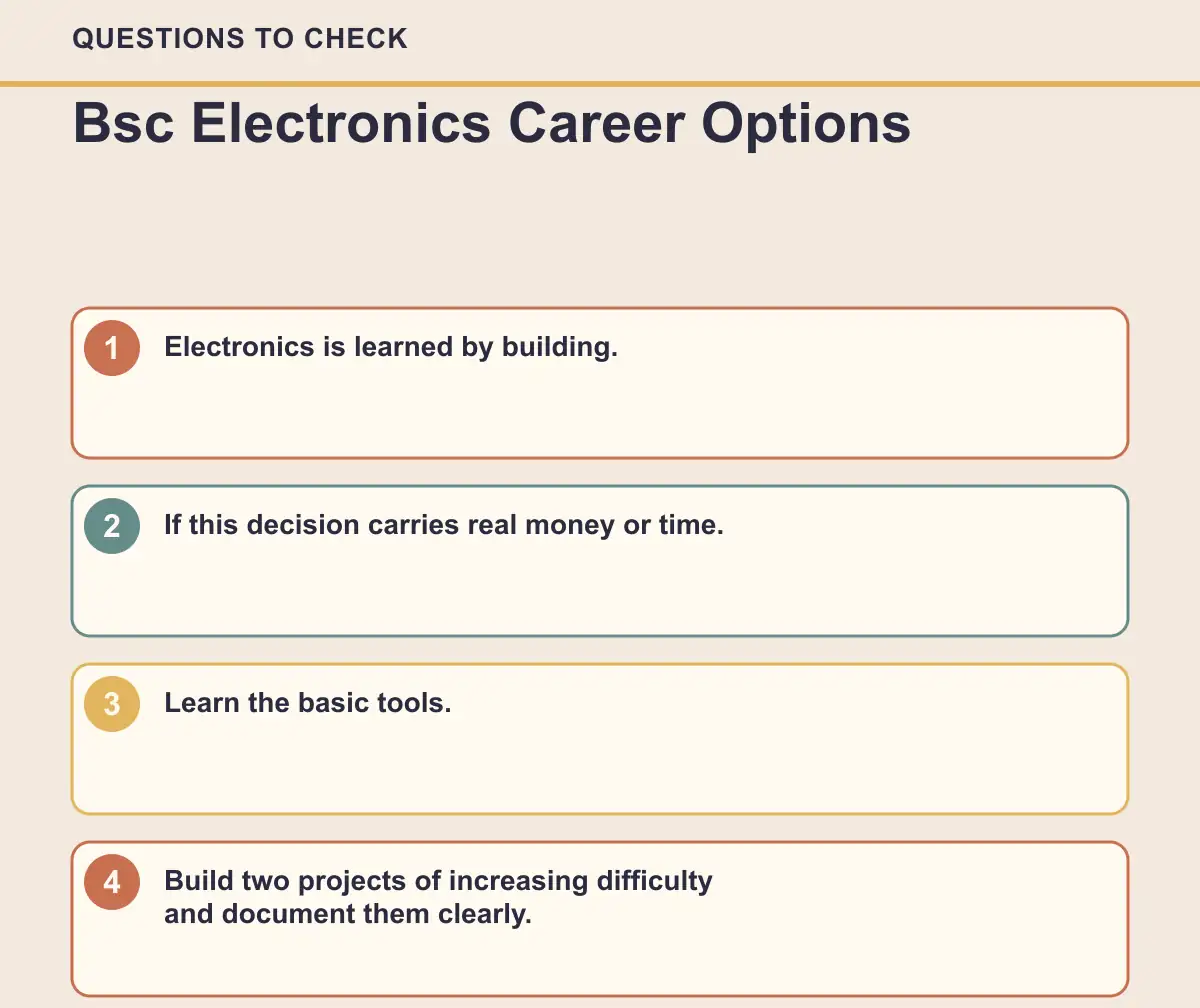 QUESTIONS TO CHECK
Bsc Electronics Career Options
1
Electronics is learned by building.
2
If this decision carries real money or time.
3
Learn the basic tools.
4
Build two projects of increasing difficulty
and document them clearly.